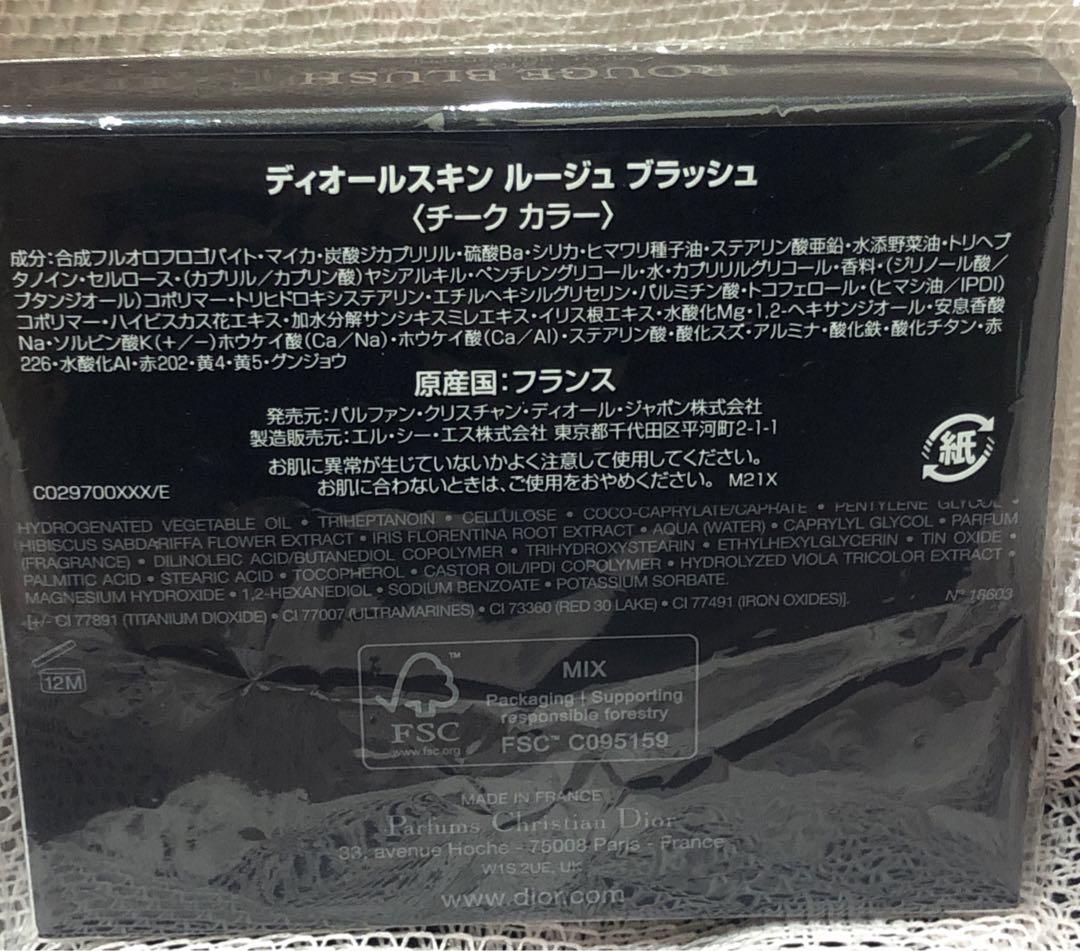 ROUGE BLUSH
ディオールスキン ルージュ ブラッシュ
〈チーク カラー〉
成分:合成フルオロフロゴパイト・マイカ・炭酸ジカプリリル・硫酸Ba・シリカ・ヒマワリ種子油・ステアリン酸亜鉛・水添野菜油・トリヘプ
タノイン・セルロース・(カプリル/カプリン酸)ヤシアルキル・ペンチレングリコール・水・カプリリルグリコール・香料・(ジリノール酸/
ブタンジオール)コポリマー・トリヒドロキシステアリン・エチルヘキシルグリセリン・パルミチン酸・トコフェロール・(ヒマシ油/IPDI)
コポリマー・ハイビスカス花エキス・加水分解サンシキスミレエキス・イリス根エキス・水酸化Mg・1,2-ヘキサンジオール・安息香酸
Na・ソルビン酸K(+/−)ホウケイ酸(Ca/Na)・ホウケイ酸(Ca/Al)・ステアリン酸・酸化スズ・アルミナ・酸化鉄・酸化チタン・赤
226・水酸化Al・赤202・黄4・黄5・グンジョウ
原産国:フランス
発売元:パルファン・クリスチャン・ディオール・ジャポン株式会社
製造販売元:エル・シー・エス株式会社 東京都千代田区平河町2-1-1
お肌に異常が生じていないかよく注意して使用してください。
お肌に合わないときは、ご使用をおやめください。 M21X
C029700XXX/E
紙
HYDROGENATED VEGETABLE OIL • TRIHEPTANOIN • CELLULOSE • COCO-CAPRYLATE/CAPRATE • PENTYLENE GLYCOL •
HIBISCUS SABDARIFFA FLOWER EXTRACT • IRIS FLORENTINA ROOT EXTRACT • AQUA (WATER) • CAPRYLYL GLYCOL • PARFUM
(FRAGRANCE) • DILINOLEIC ACID/BUTANEDIOL COPOLYMER • TRIHYDROXYSTEARIN • ETHYLHEXYLGLYCERIN • TIN OXIDE •
PALMITIC ACID • STEARIC ACID • TOCOPHEROL • CASTOR OIL/IPDI COPOLYMER • HYDROLYZED VIOLA TRICOLOR EXTRACT •
MAGNESIUM HYDROXIDE • 1,2-HEXANEDIOL • SODIUM BENZOATE • POTASSIUM SORBATE.
[+/- CI 77891 (TITANIUM DIOXIDE) • CI 77007 (ULTRAMARINES) • CI 73360 (RED 30 LAKE) • CI 77491 (IRON OXIDES)].
N° 18603
12M
FSC™
www.fsc.org
MIX
Packaging | Supporting
responsible forestry
FSC™ C095159
MADE IN FRANCE
Parfums Christian Dior
33, avenue Hoche - 75008 Paris - France
W1S 2UE, UK
www.dior.com